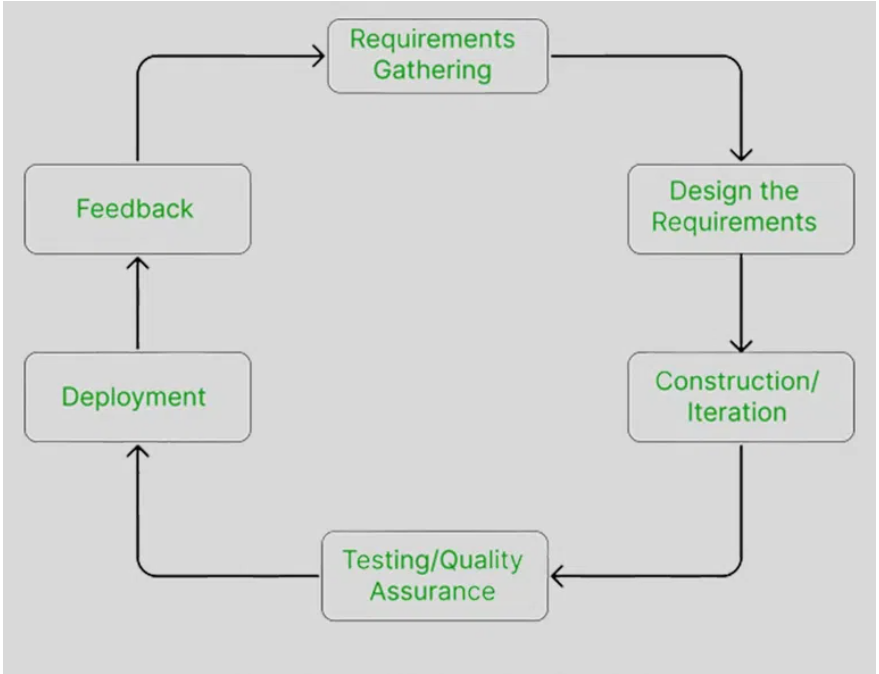 Requirements
Gathering
Design the
Requirements
Construction/
Iteration
Testing/Quality
Assurance
Deployment
Feedback